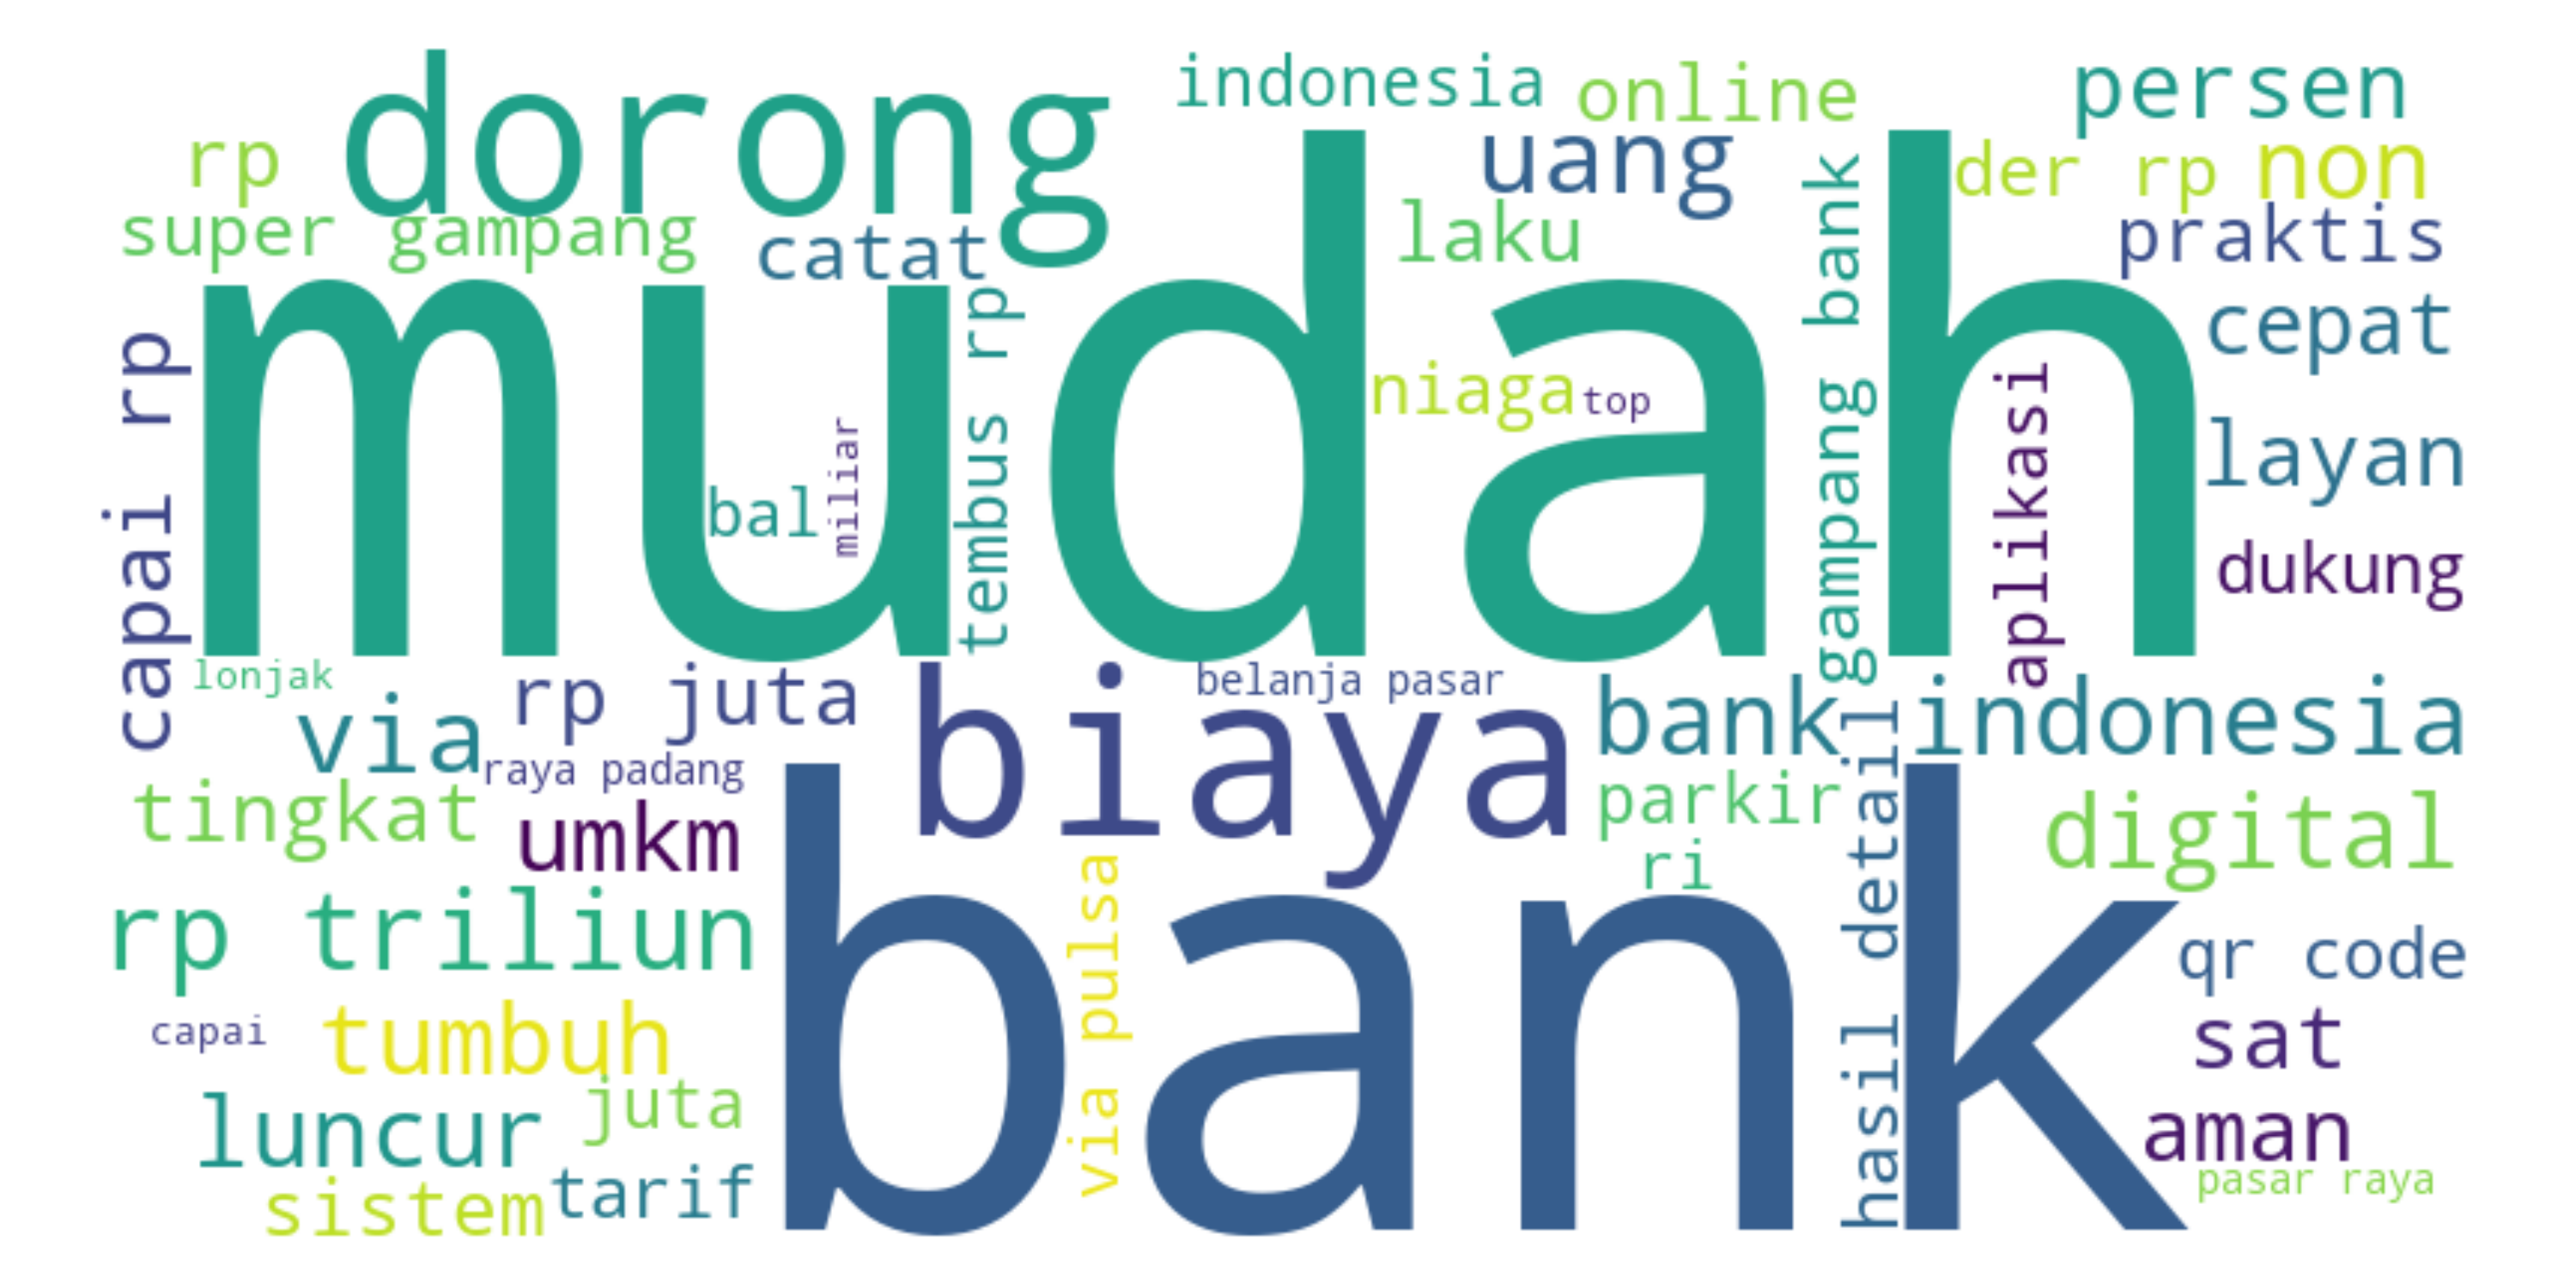 dorong
indonesia
online
persen
rp
uang
der rp
non
super gampang
catat
laku
gampang bank
praktis
mudah
capai rp
tembus rp
cepat
niaga
top
aplikasi
bal
miliar
layan
dukung
lonjak
via
rp juta
biaya
belanja pasar
bank indonesia
raya padang
tingkat
umkm
parkir
ri
hasil detail
digital
rp triliun
bank
via pulsa
qr code
capai
tumbuh
sat
luncur
juta
aman
sistem
tarif
pasar raya